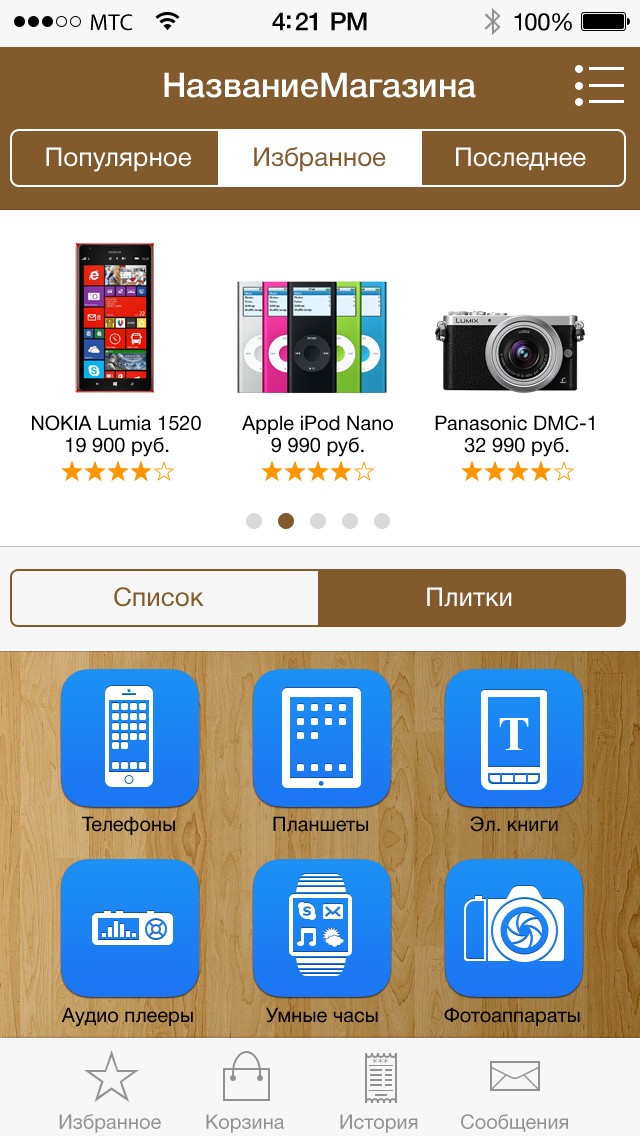 МТС 4:21 PM 100%
НазваниеМагазина
Популярное Избранное Последнее
LUMIX
NOKIA Lumia 1520 Apple iPod Nano Panasonic DMC-1
19 900 руб. 9 990 руб. 32 990 руб.
Список Плитки
T
Телефоны Планшеты Эл. книги
Аудио плееры Умные часы Фотоаппараты
Избранное Корзина История Сообщения